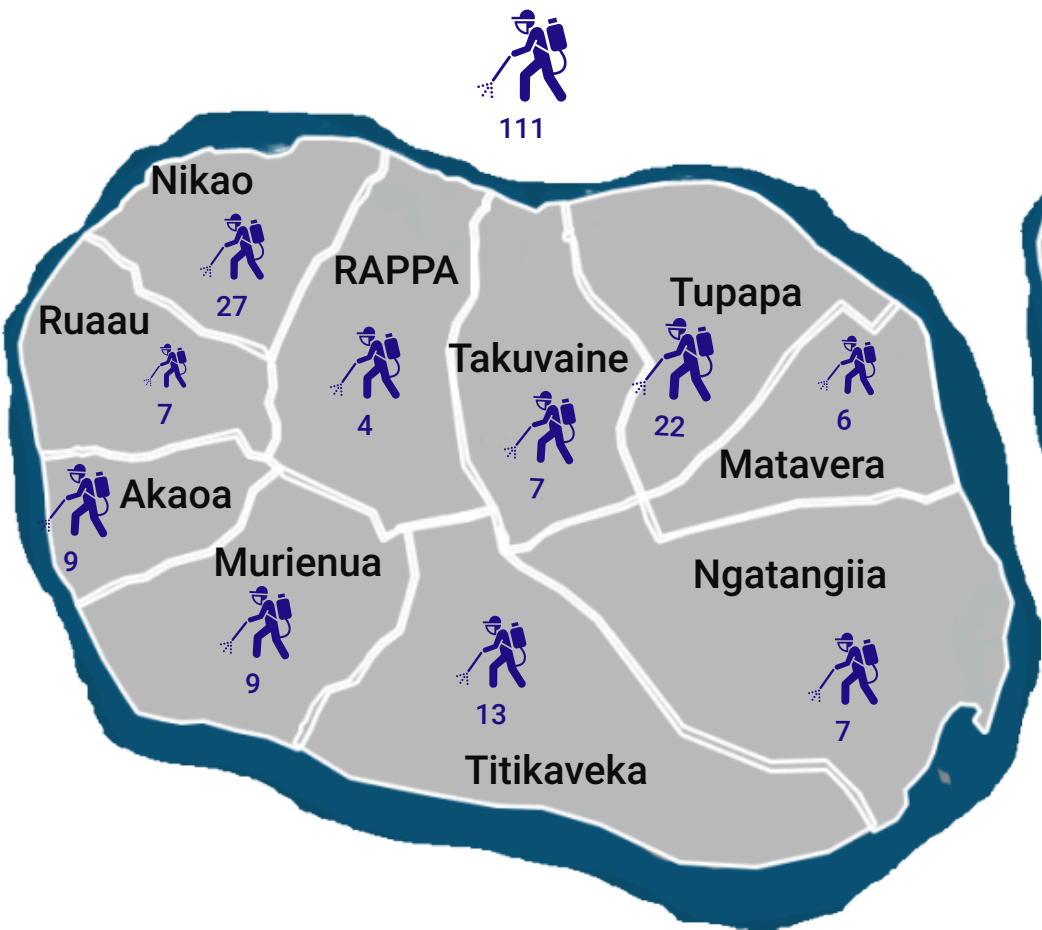 111
Nikao
27
RAPPA
4
Tupapa
22
Ruaau
7
Takuvaine
7
6
Matavera
Akaoa
9
Murienua
9
Ngatangiia
7
13
Titikaveka